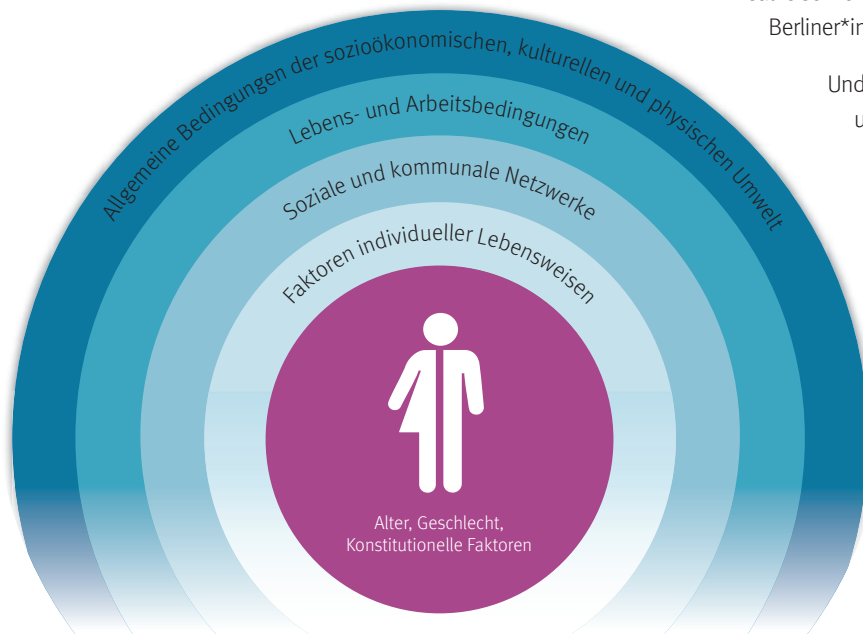 Berliner*in
Und
u
Allgemeine Bedingungen der sozioökonomischen, kulturellen und physischen Umwelt
Lebens- und Arbeitsbedingungen
Soziale und kommunale Netzwerke
Faktoren individueller Lebensweisen
Alter, Geschlecht,
Konstitutionelle Faktoren